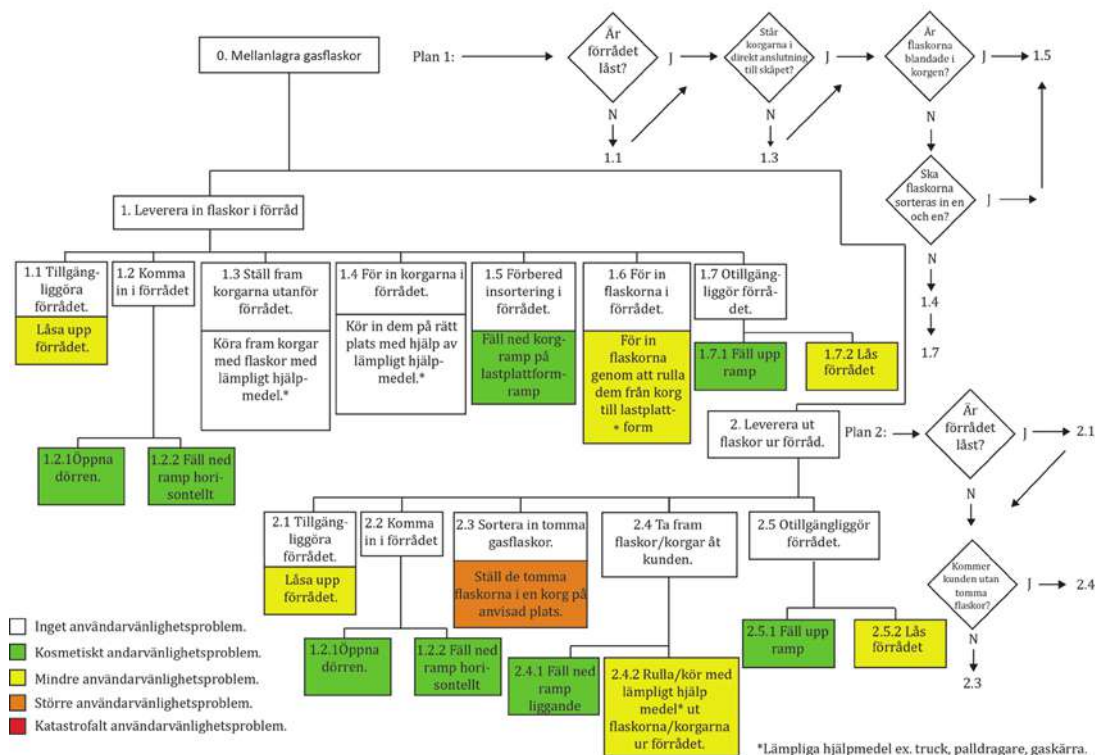 0. Mellanlagra gasflaskor
Plan 1:
Är
förrådet
låst?
J
N
1.1
Står
korgarna i
direkt anslutning
till skåpet?
J
N
1.3
Är
flaskorna
blandade i
korgen?
J
1.5
N
Ska
flaskorna
sorteras in en
och en?
J
N
1.4
1.7
1. Leverera in flaskor i förråd
1.1 Tillgäng-
liggöra
förrådet.
Låsa upp
förrådet.
1.2 Komma
in i förrådet
1.2.1Öppna
dörren.
1.2.2 Fäll ned
ramp hori-
sontellt
1.3 Ställ fram
korgarna utanför
förrådet.
Köra fram korgar
med flaskor med
lämpligt hjälp-
medel.*
1.4 För in korgarna i
förrådet.
Kör in dem på rätt
plats med hjälp av
lämpligt hjälp-
medel.*
1.5 Förbered
insortering i
förrådet.
Fäll ned korg-
ramp på
lastplattform-
ramp
1.6 För in
flaskorna i
förrådet.
För in
flaskorna
genom att rulla
dem från korg
till lastplatt-
* form
1.7 Otillgäng-
liggör förrå-
det.
1.7.1 Fäll upp
ramp
1.7.2 Lås
förrådet
2. Leverera ut
flaskor ur förråd.
Plan 2:
Är
förrådet
låst?
J
2.1
N
Kommer
kunden utan
tomma
flaskor?
J
2.4
N
2.3
2.1 Tillgäng-
liggöra
förrådet.
Låsa upp
förrådet.
2.2 Komma
in i förrådet
1.2.1Öppna
dörren.
1.2.2 Fäll ned
ramp hori-
sontellt
2.3 Sortera in tomma
gasflaskor.
Ställ de tomma
flaskorna i en korg på
anvisad plats.
2.4 Ta fram
flaskor/korgar åt
kunden.
2.4.1 Fäll ned
ramp
liggande
2.4.2 Rulla/kör med
lämpligt hjälp
medel* ut
flaskorna/korgarna
ur förrådet.
2.5 Otillgängliggör
förrådet.
2.5.1 Fäll upp
ramp
2.5.2 Lås
förrådet
Inget användarvänlighetsproblem.
Kosmetiskt andarvänlighetsproblem.
Mindre användarvänlighetsproblem.
Större användarvänlighetsproblem.
Katastrofalt användarvänlighetsproblem.
*Lämpliga hjälpmedel ex. truck, palldragare, gaskärra.